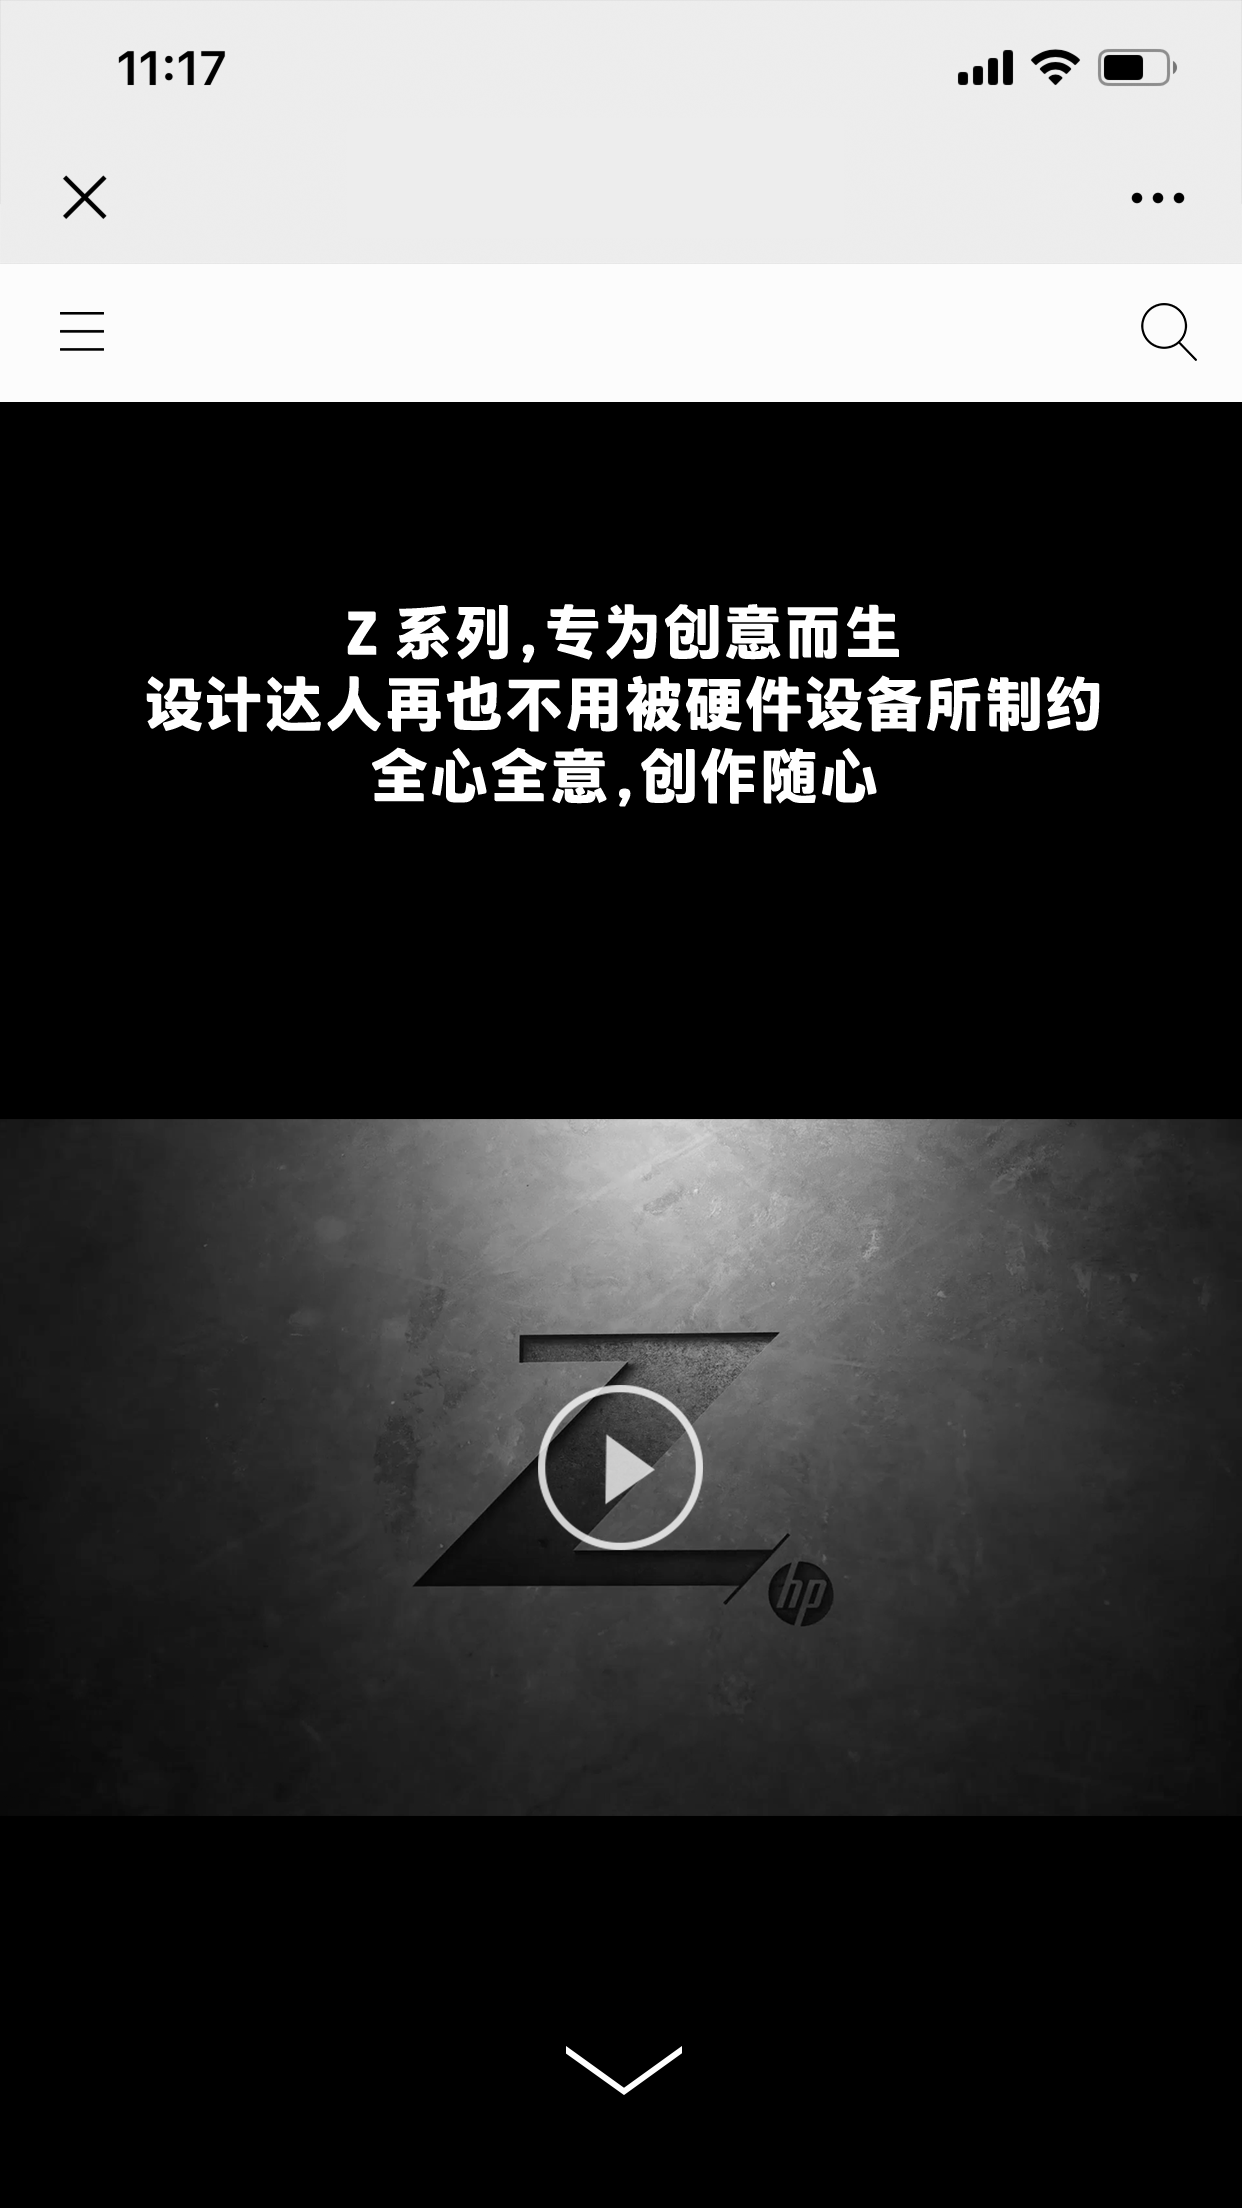 11:17
Z 系列,专为创意而生
设计达人再也不用被硬件设备所制约
全心全意,创作随心
Z
hp